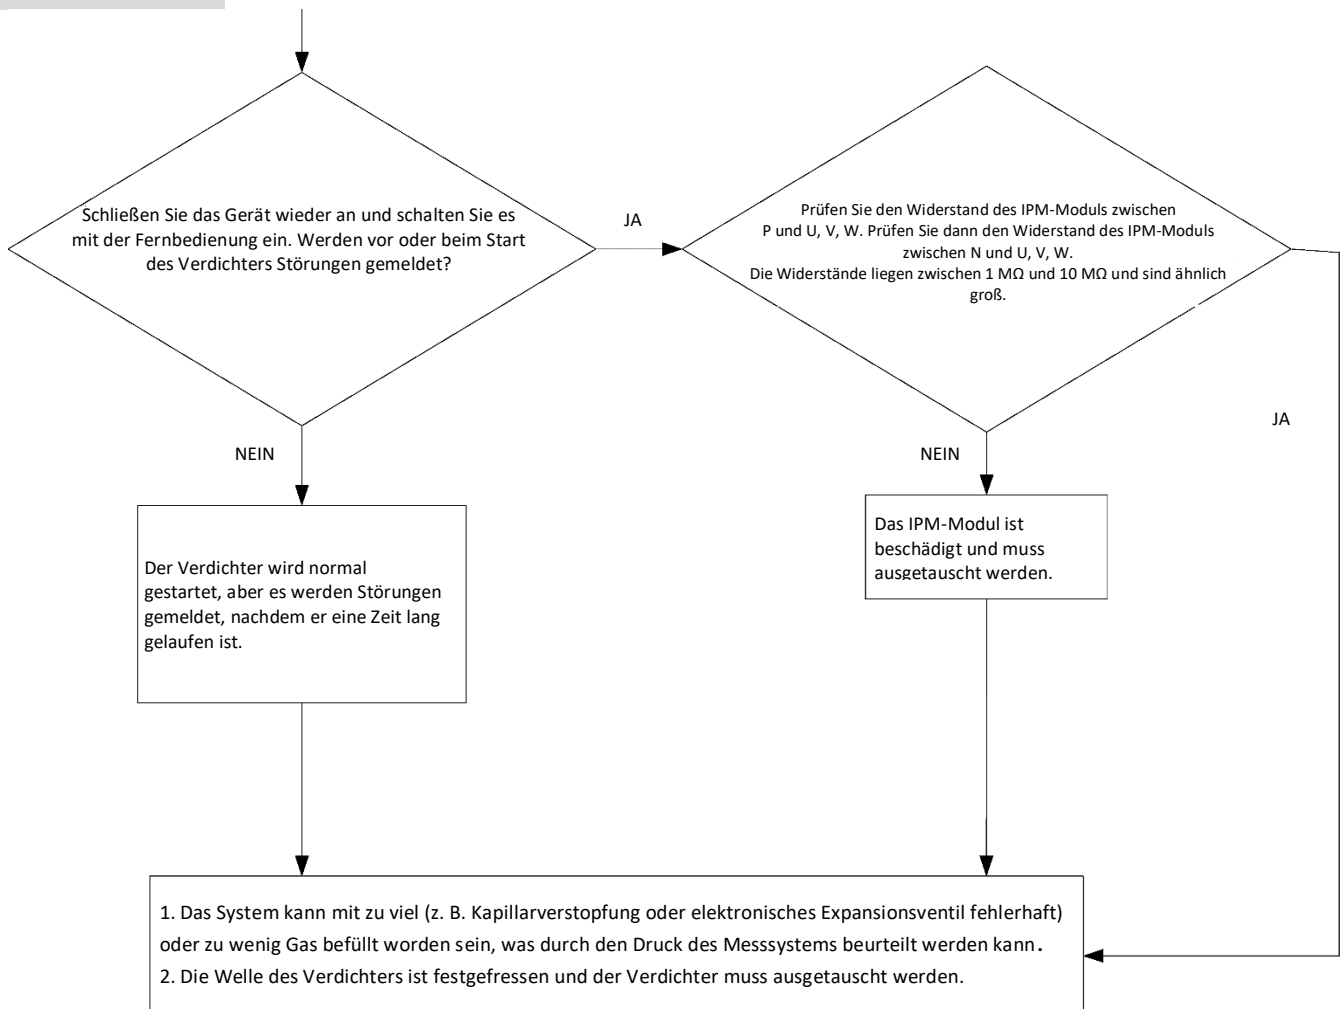 Schließen Sie das Gerät wieder an und schalten Sie es
mit der Fernbedienung ein. Werden vor oder beim Start
des Verdichters Störungen gemeldet?
JA
Prüfen Sie den Widerstand des IPM-Moduls zwischen
P und U, V, W. Prüfen Sie dann den Widerstand des IPM-Moduls
zwischen N und U, V, W.
Die Widerstände liegen zwischen 1 MΩ und 10 MΩ und sind ähnlich
groß.
JA
NEIN
NEIN
Der Verdichter wird normal
gestartet, aber es werden Störungen
gemeldet, nachdem er eine Zeit lang
gelaufen ist.
Das IPM-Modul ist
beschädigt und muss
ausgetauscht werden.
1. Das System kann mit zu viel (z. B. Kapillarverstopfung oder elektronisches Expansionsventil fehlerhaft)
oder zu wenig Gas befüllt worden sein, was durch den Druck des Messsystems beurteilt werden kann.
2. Die Welle des Verdichters ist festgefressen und der Verdichter muss ausgetauscht werden.